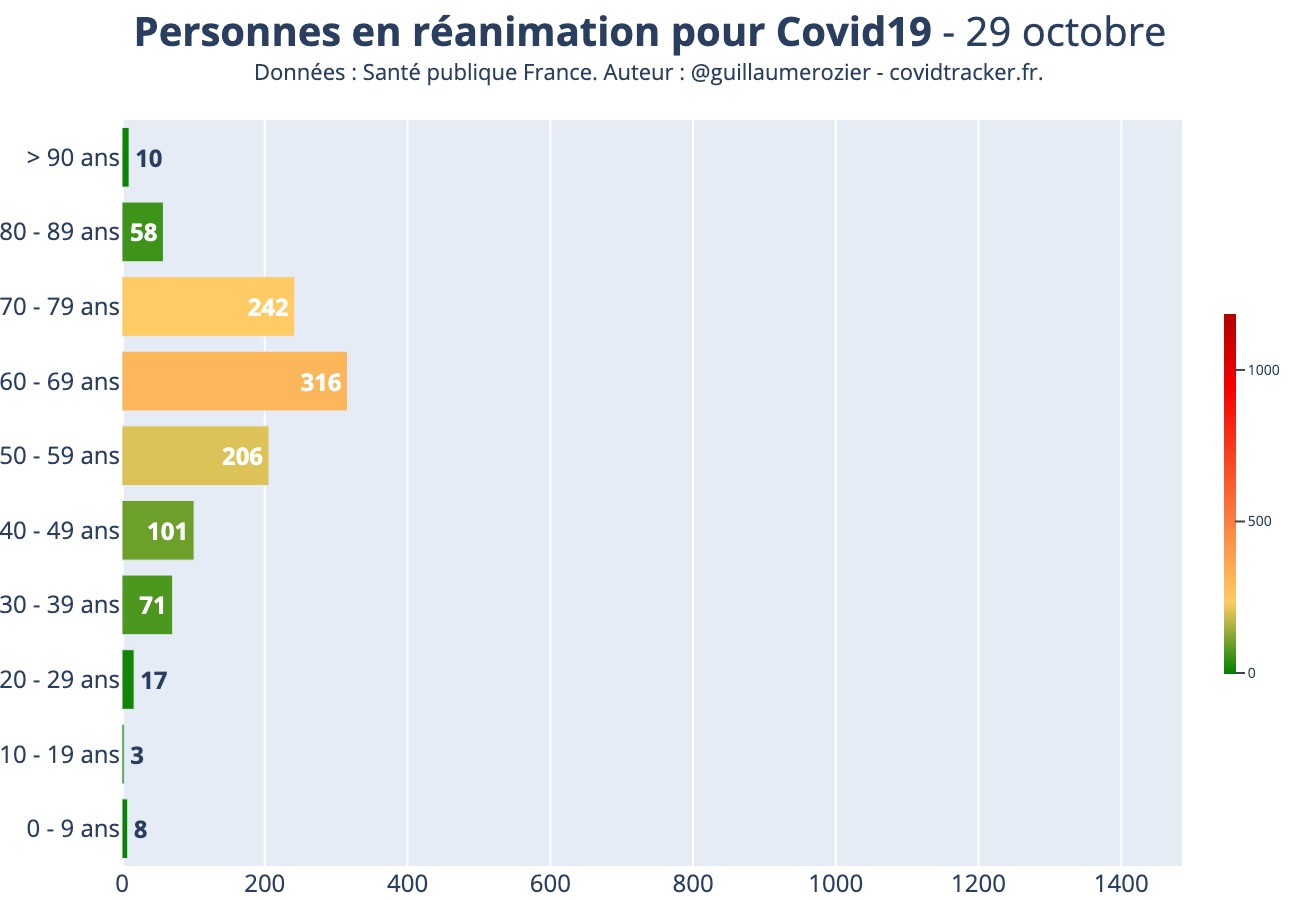 Personnes en réanimation pour Covid19 - 29 octobre
Données : Santé publique France. Auteur : @guillaumerozier - covidtracker.fr.
> 90 ans 10
80 - 89 ans 58
70 - 79 ans 242
60 - 69 ans 316
50 - 59 ans 206
40 - 49 ans 101
30 - 39 ans 71
20 - 29 ans 17
10 - 19 ans 3
0 - 9 ans 8
0 200 400 600 800 1000 1200 1400
1000
500
0